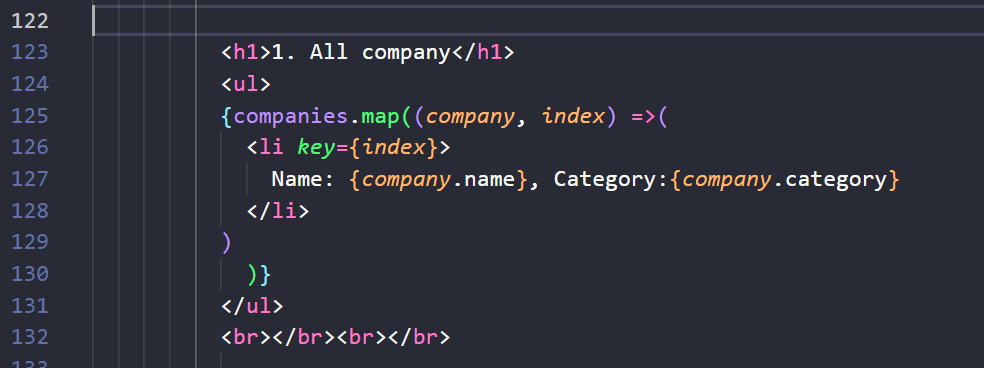 122
123 <h1>1. All company</h1>
124 <ul>
125 {companies.map((company, index) =>(
126 <li key={index}>
127 Name: {company.name}, Category:{company.category}
128 </li>
129 )
130 )}
131 </ul>
132 <br></br><br></br>
133